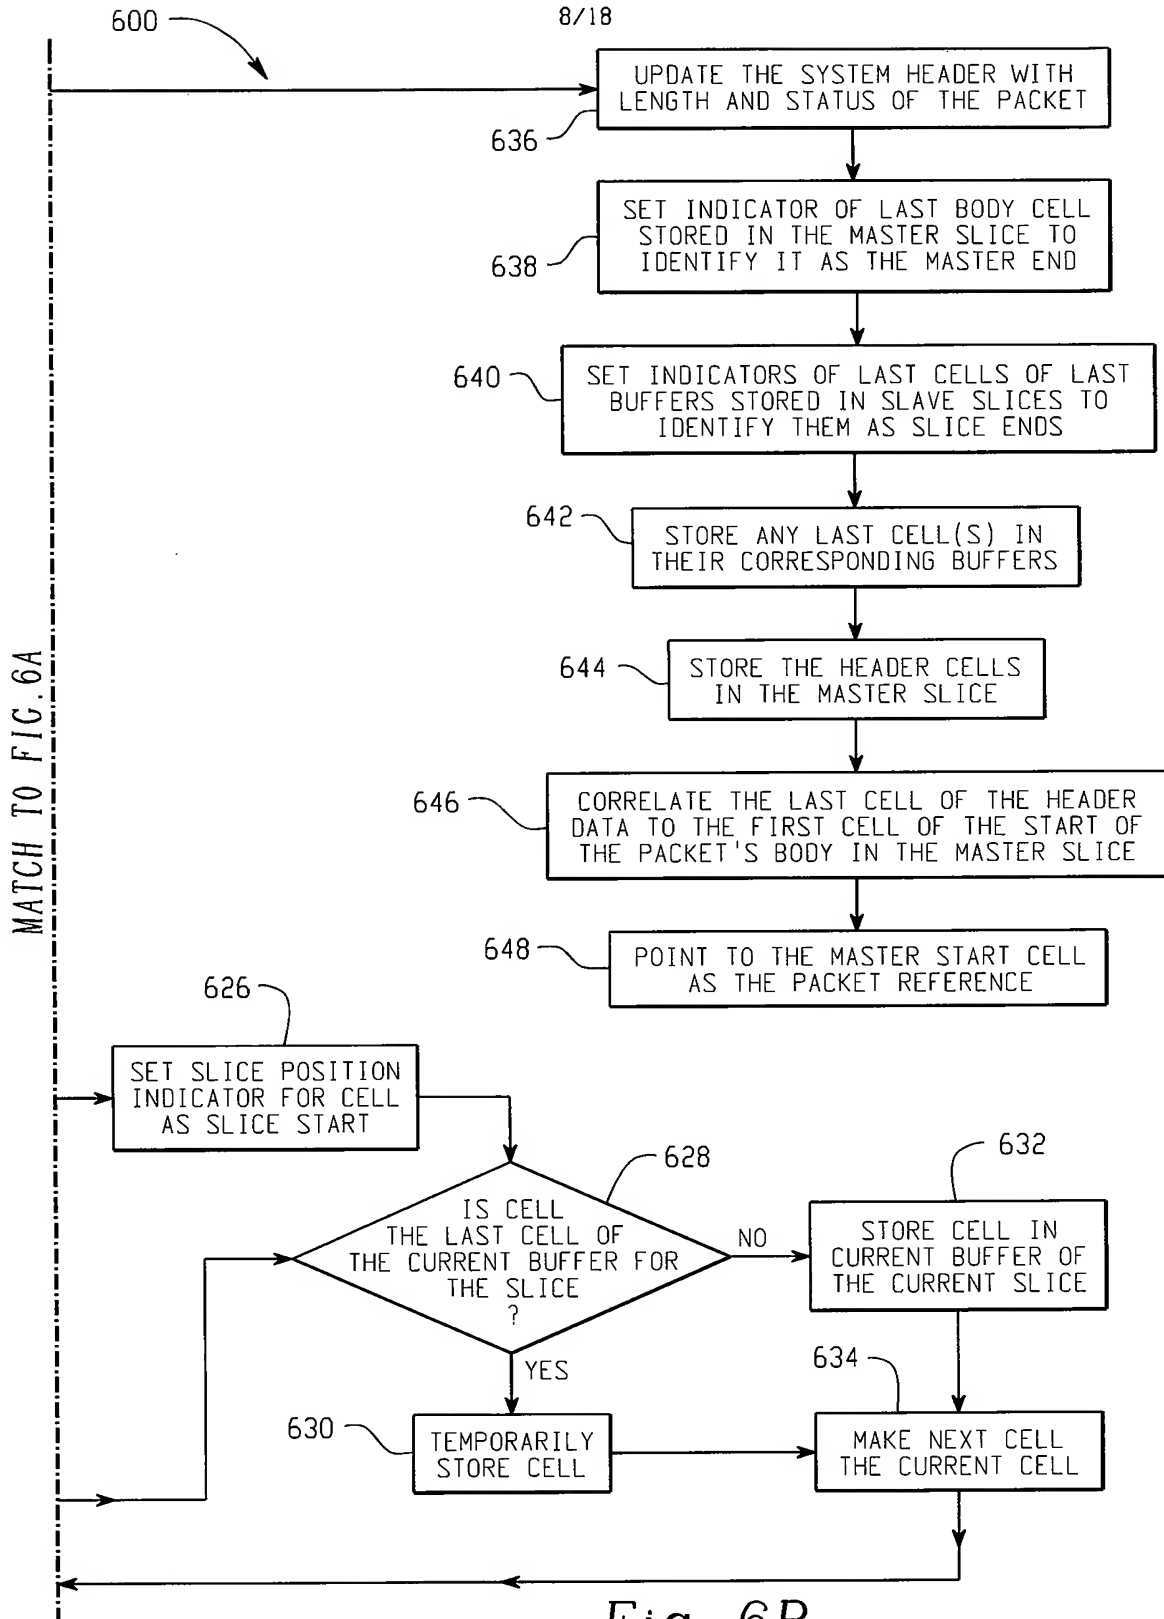 600
8/18
UPDATE THE SYSTEM HEADER WITH
LENGTH AND STATUS OF THE PACKET
636
SET INDICATOR OF LAST BODY CELL
STORED IN THE MASTER SLICE TO
IDENTIFY IT AS THE MASTER END
638
640
SET INDICATORS OF LAST CELLS OF LAST
BUFFERS STORED IN SLAVE SLICES TO
IDENTIFY THEM AS SLICE ENDS
642
STORE ANY LAST CELL(S) IN
THEIR CORRESPONDING BUFFERS
644
STORE THE HEADER CELLS
IN THE MASTER SLICE
MATCH TO FIG.6A
646
CORRELATE THE LAST CELL OF THE HEADER
DATA TO THE FIRST CELL OF THE START OF
THE PACKET'S BODY IN THE MASTER SLICE
648
POINT TO THE MASTER START CELL
AS THE PACKET REFERENCE
626
SET SLICE POSITION
INDICATOR FOR CELL
AS SLICE START
628
IS CELL
THE LAST CELL OF
THE CURRENT BUFFER FOR
THE SLICE
?
NO
632
STORE CELL IN
CURRENT BUFFER OF
THE CURRENT SLICE
YES
630
TEMPORARILY
STORE CELL
634
MAKE NEXT CELL
THE CURRENT CELL
Fig. 6B